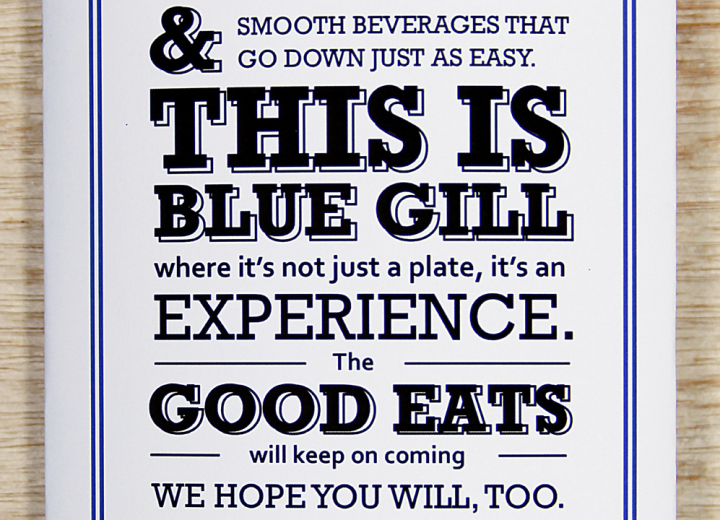 & SMOOTH BEVERAGES THAT
GO DOWN JUST AS EASY.
THIS IS
BLUE GILL
where it's not just a plate, it's an
EXPERIENCE.
The
GOOD EATS
will keep on coming
WE HOPE YOU WILL, TOO.